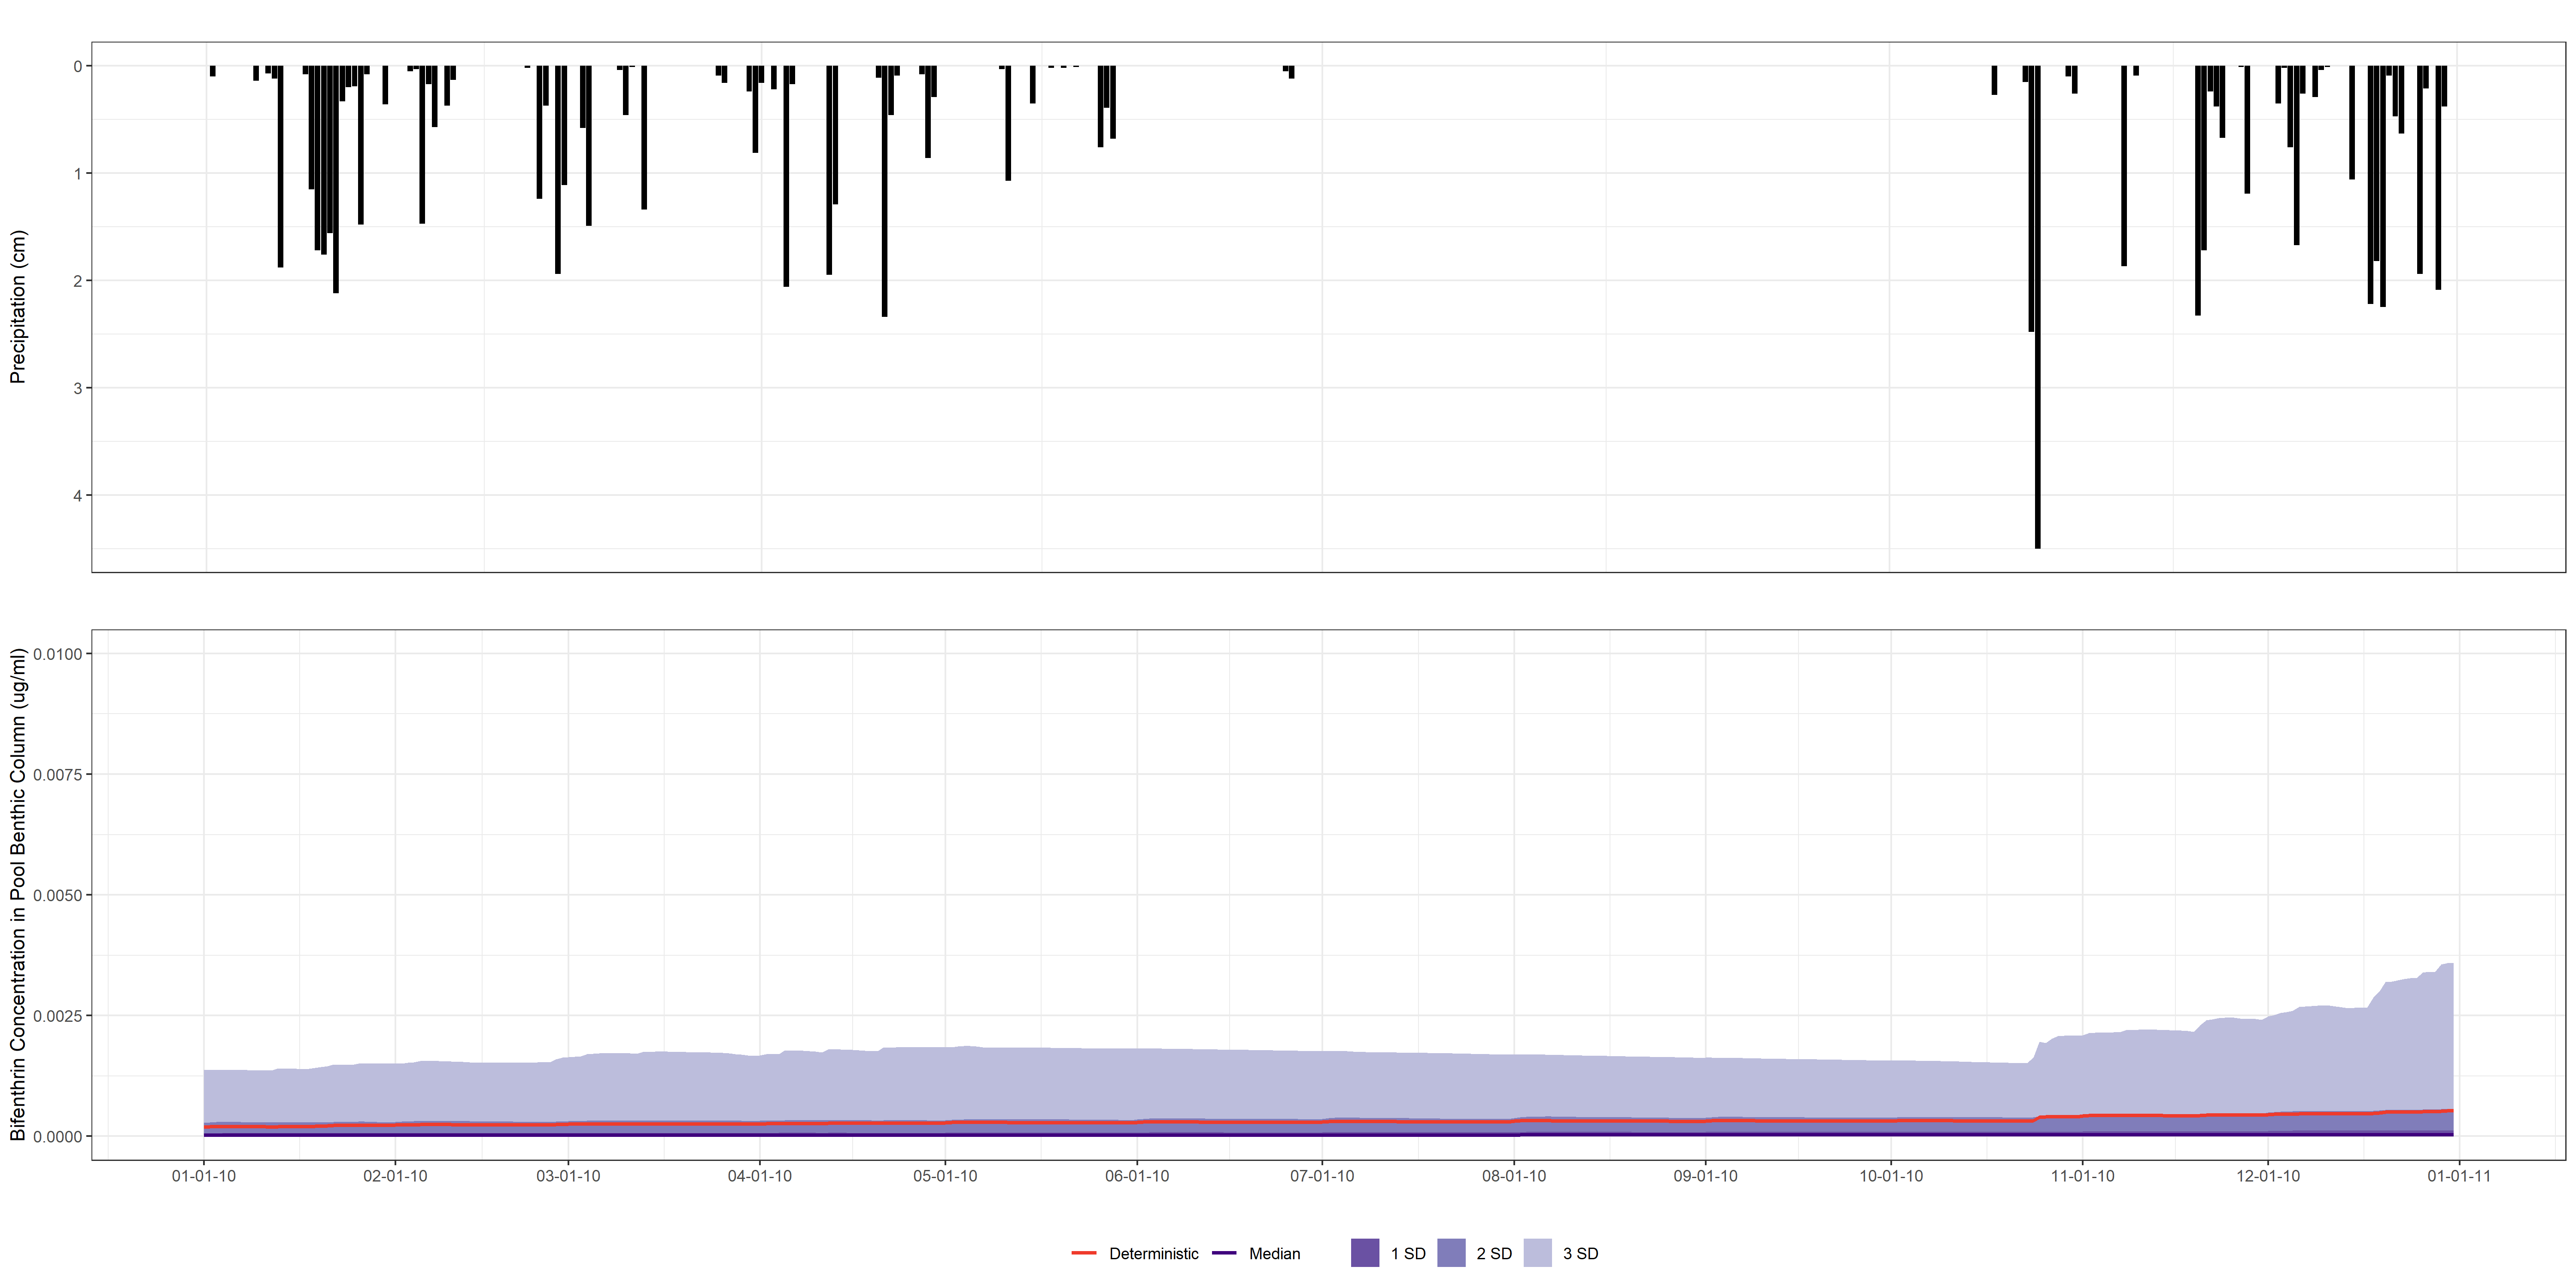 Precipitation (cm)
0
1
2
3
4
Bifenthrin Concentration in Pool Benthic Column (ug/ml)
0.0100
0.0075
0.0050
0.0025
0.0000
01-01-10 02-01-10 03-01-10 04-01-10 05-01-10 06-01-10 07-01-10 08-01-10 09-01-10 10-01-10 11-01-10 12-01-10 01-01-11
Deterministic Median 1 SD 2 SD 3 SD